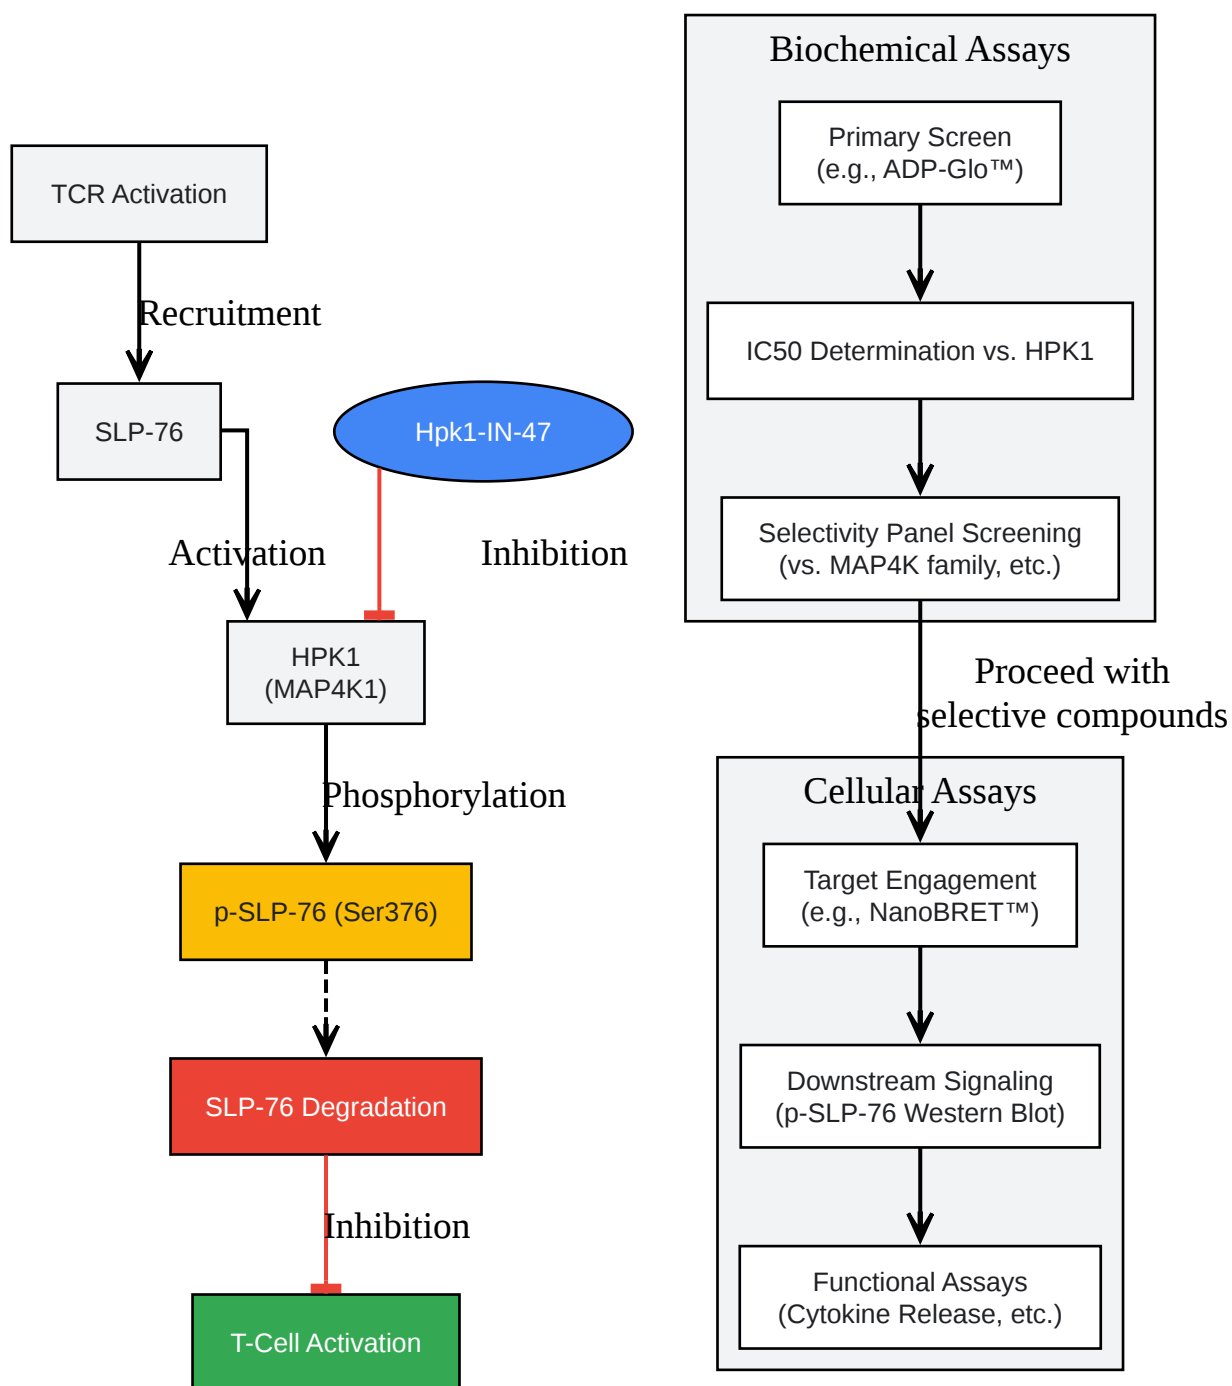 TCR Activation
Recruitment
SLP-76
Hpk1-IN-47
Activation
Inhibition
HPK1
(MAP4K1)
Phosphorylation
p-SLP-76 (Ser376)
SLP-76 Degradation
Inhibition
T-Cell Activation
Biochemical Assays
Primary Screen
(e.g., ADP-Glo™)
IC50 Determination vs. HPK1
Selectivity Panel Screening
(vs. MAP4K family, etc.)
Proceed with
selective compounds
Cellular Assays
Target Engagement
(e.g., NanoBRET™)
Downstream Signaling
(p-SLP-76 Western Blot)
Functional Assays
(Cytokine Release, etc.)